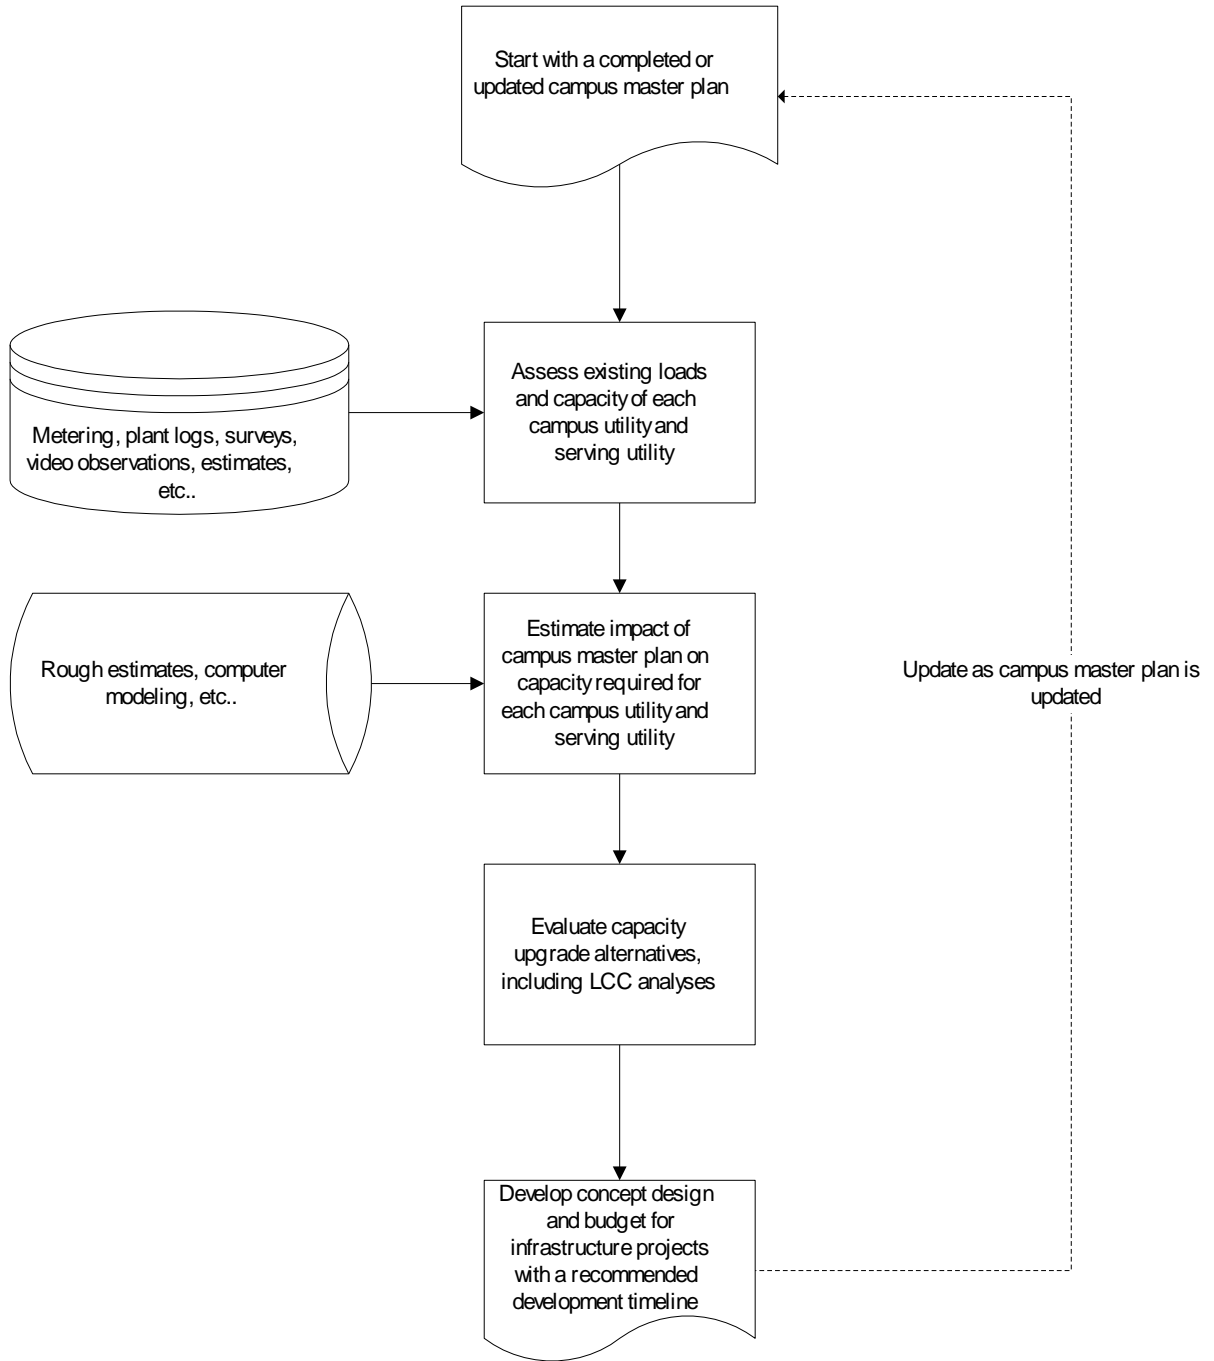 Start with a completed or
updated campus master plan
Assess existing loads
and capacity of each
campus utility and
serving utility
Metering, plant logs, surveys,
video observations, estimates,
etc..
Estimate impact of
campus master plan on
capacity required for
each campus utility and
serving utility
Rough estimates, computer
modeling, etc..
Update as campus master plan is
updated
Evaluate capacity
upgrade alternatives,
including LCC analyses
Develop concept design
and budget for
infrastructure projects
with a recommended
development timeline